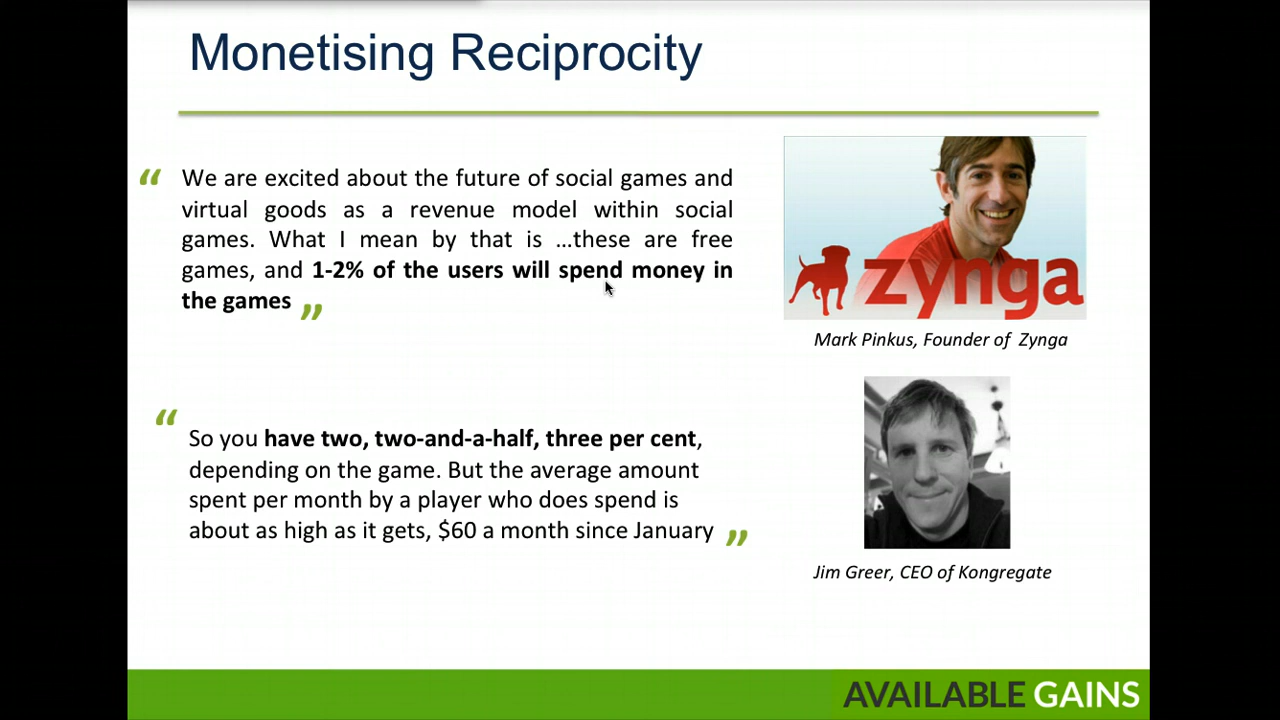 Monetising Reciprocity
“ We are excited about the future of social games and
virtual goods as a revenue model within social
games. What I mean by that is ...these are free
games, and 1-2% of the users will spend money in
the games ”
zynga
Mark Pinkus, Founder of Zynga
“ So you have two, two-and-a-half, three per cent,
depending on the game. But the average amount
spent per month by a player who does spend is
about as high as it gets, $60 a month since January ”
Jim Greer, CEO of Kongregate
AVAILABLE GAINS